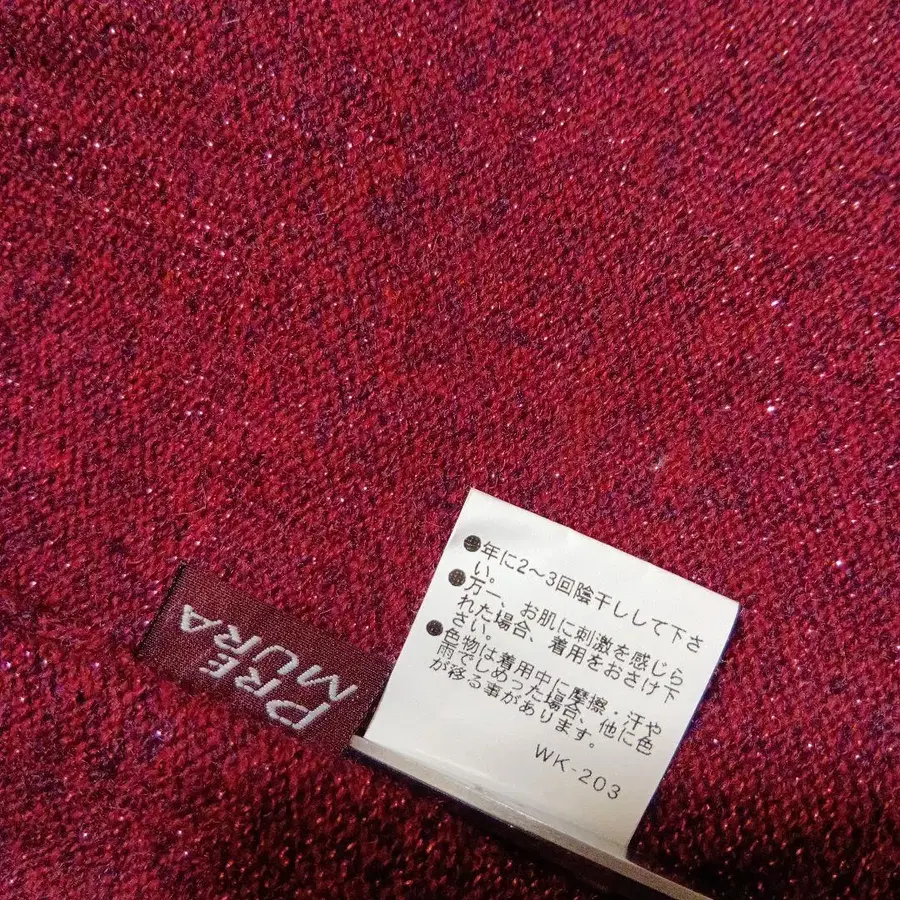 PRE
MURA
●年に2～3回陰干しして下さ
い。
●万一、お肌に刺激を感じら
れた場合、着用をおさけ下
さい。
●色物は着用中に摩擦・汗や
雨でしめった場合、他に色
が移る事があります。
WK-203